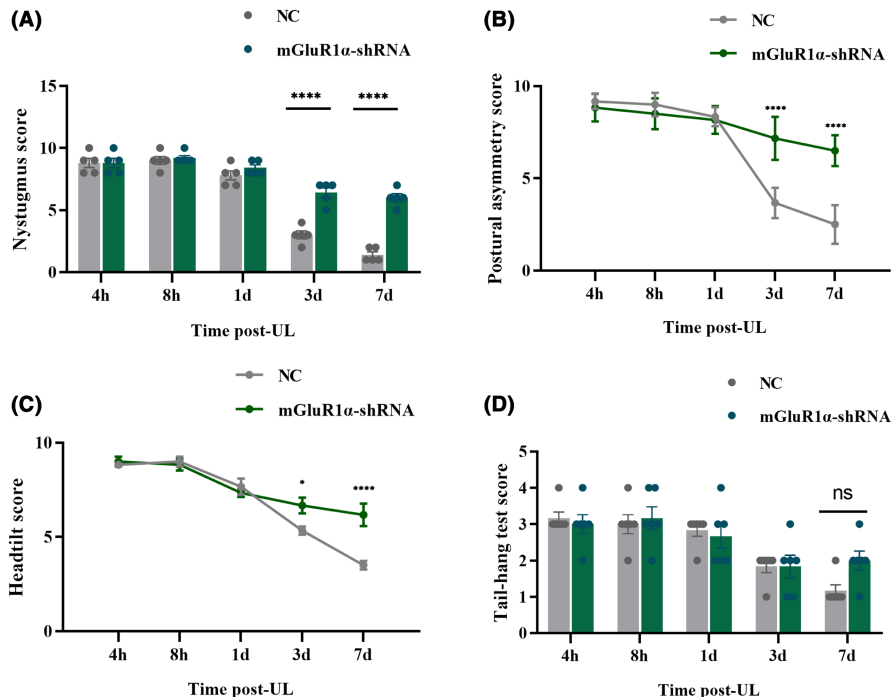 (A)
NC
mGluR1α-shRNA
Nystugmus score
15
10
5
0
**** ****
4h 8h 1d 3d 7d
Time post-UL
(B)
NC
mGluR1α-shRNA
Postural asymmetry score
10
5
0
****
****
4h 8h 1d 3d 7d
Time post-UL
(C)
NC
mGluR1α-shRNA
Headtilt score
10
5
0
*
****
4h 8h 1d 3d 7d
Time post-UL
(D)
NC
mGluR1α-shRNA
Tail-hang test score
5
4
3
2
1
0
ns
4h 8h 1d 3d 7d
Time post-UL